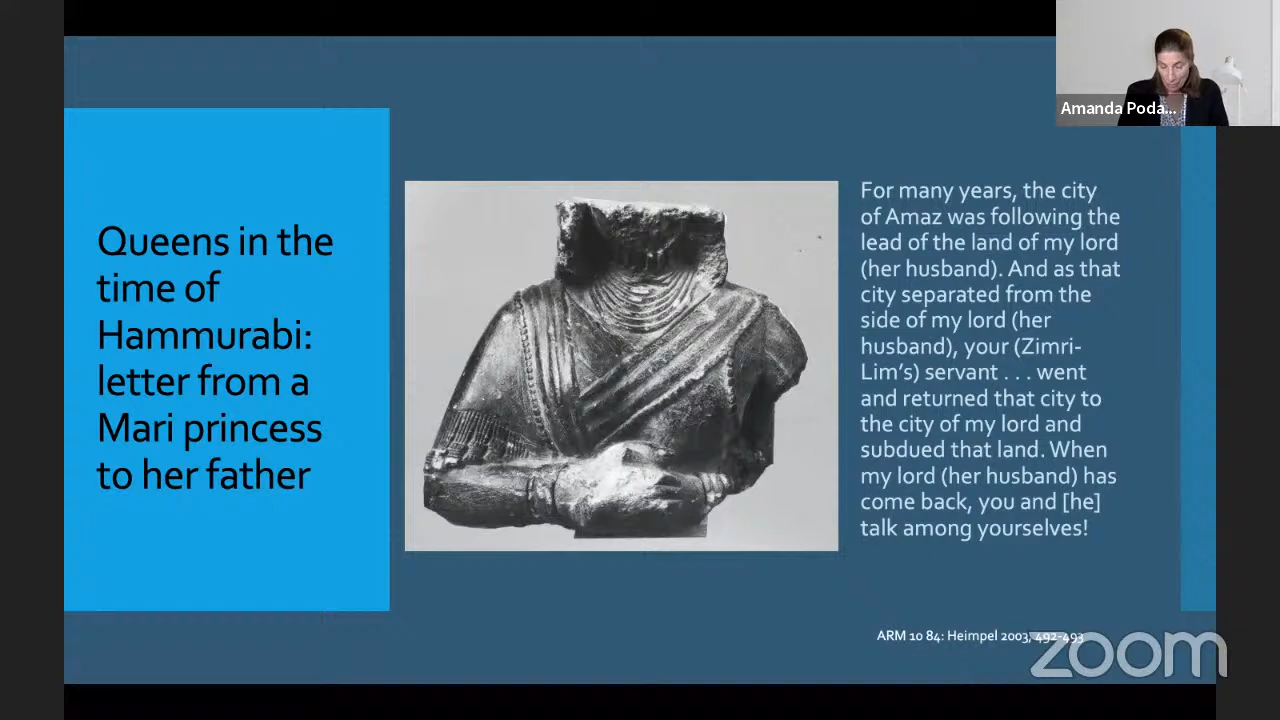 Amanda Poda...
Queens in the
time of
Hammurabi:
letter from a
Mari princess
to her father
For many years, the city
of Amaz was following the
lead of the land of my lord
(her husband). And as that
city separated from the
side of my lord (her
husband), your (Zimri-
Lim's) servant . . . went
and returned that city to
the city of my lord and
subdued that land. When
my lord (her husband) has
come back, you and [he]
talk among yourselves!
ARM 10 84: Heimpel 2003, 492-493
zoom